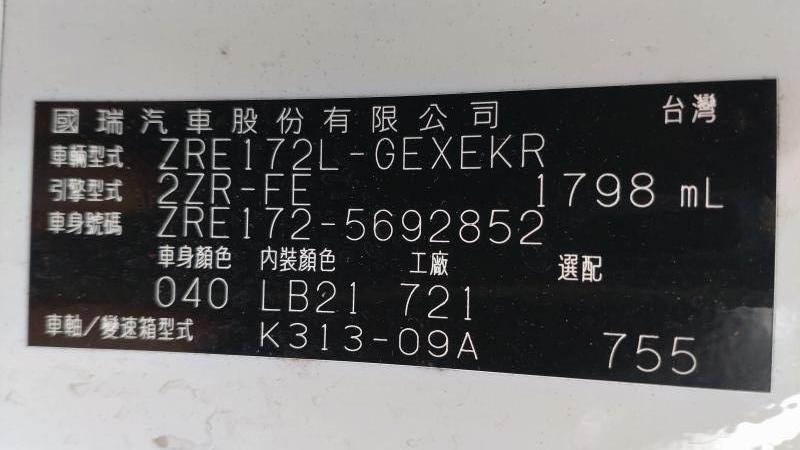 國瑞汽車股份有限公司 台灣
車輛型式 ZRE172L-GEXEKR
引擎型式 2ZR-FE 1798 mL
車身號碼 ZRE172-5692852
車身顏色 內裝顏色 工廠 選配
040 LB21 721
車軸/變速箱型式 K313-09A 755